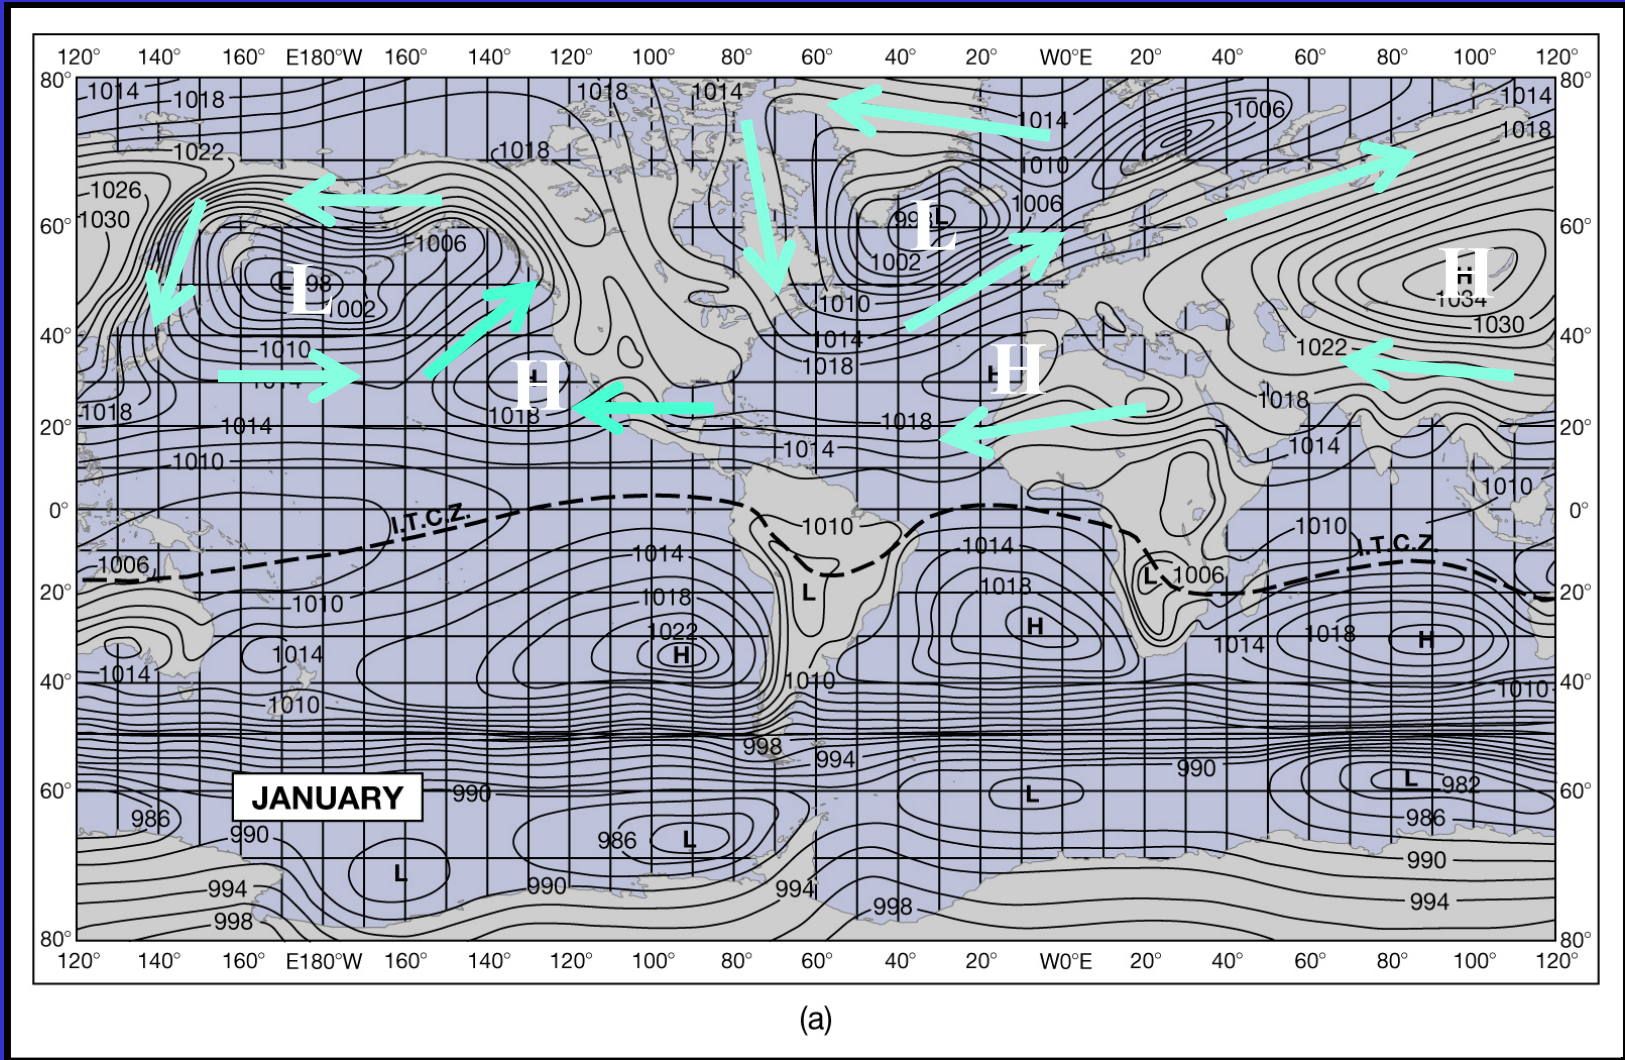 120° 140° 160° E180°W 160° 140° 120° 100° 80° 60° 40° 20° W0°E 20° 40° 60° 80° 100° 120°
80° 80°
1014 1018 1018 1014 1014 1006 1014
1018
1022 1018 1010
1026 1006
1030
60° 60°
1006 998 L L
1002 H H
L 998 L 1002 1010 1034
1030
40° 1010 1014 1022 40°
1014 H H H H 1018
1018 1018 1018 1018
20° 1014 1014 1014 20°
1010 1010
0° I.T.C.Z. 1010 1010 0°
1006 1014 1014 I.T.C.Z.
L 1006
20° 1010 1018 L 1018 20°
1022 H 1018 H
1014 H 1014
1014 1010
40° 1010 1010 40°
998 994 990
L 982
60° JANUARY 990 L 60°
986 990 986 L 986
L 990
994 990 994 994
998 998
80° 80°
120° 140° 160° E180°W 160° 140° 120° 100° 80° 60° 40° 20° W0°E 20° 40° 60° 80° 100° 120°
(a)